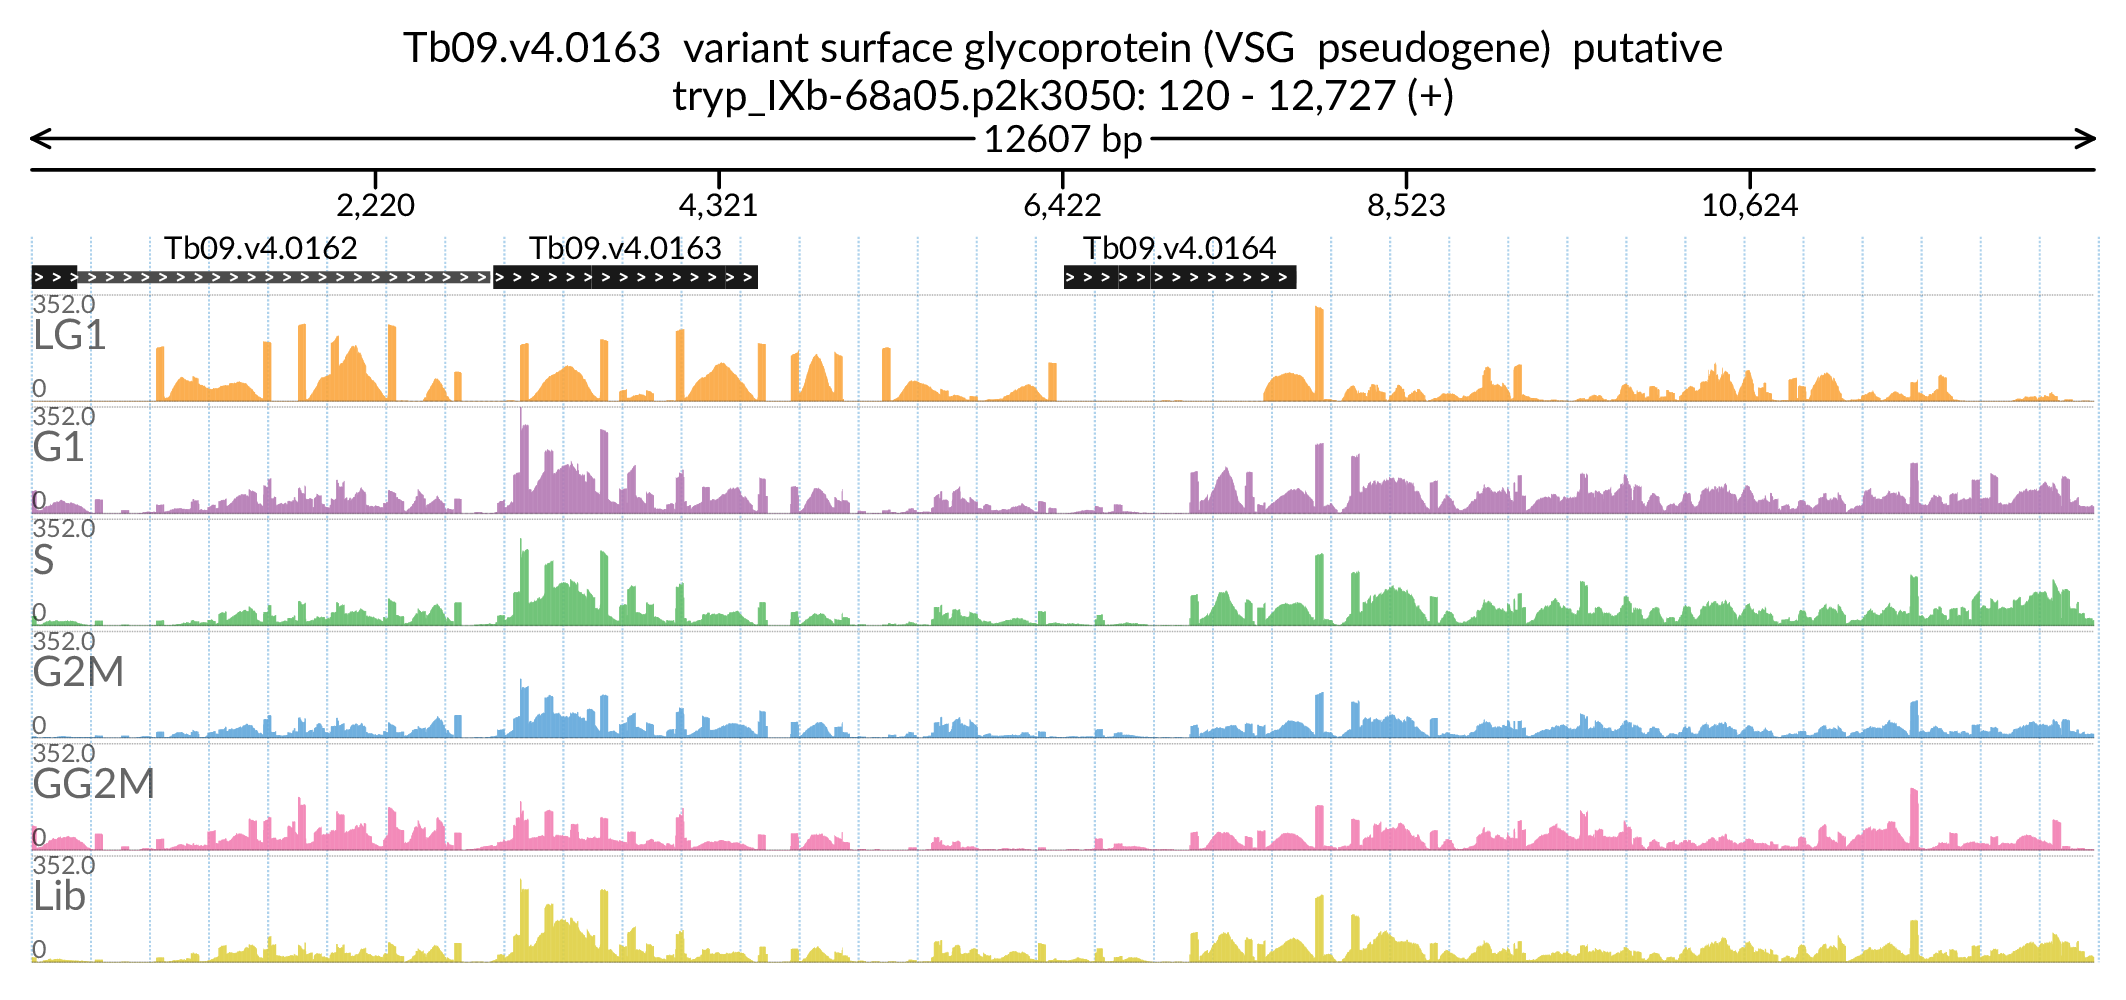 Tb09.v4.0163  variant surface glycoprotein (VSG  pseudogene)  putative
tryp_IXb-68a05.p2k3050: 120 - 12,727 (+)
12607 bp
2,220 4,321 6,422 8,523 10,624
Tb09.v4.0162 Tb09.v4.0163 Tb09.v4.0164
352.0
LG1
0
352.0
G1
0
352.0
S
0
352.0
G2M
0
352.0
GG2M
0
352.0
Lib
0